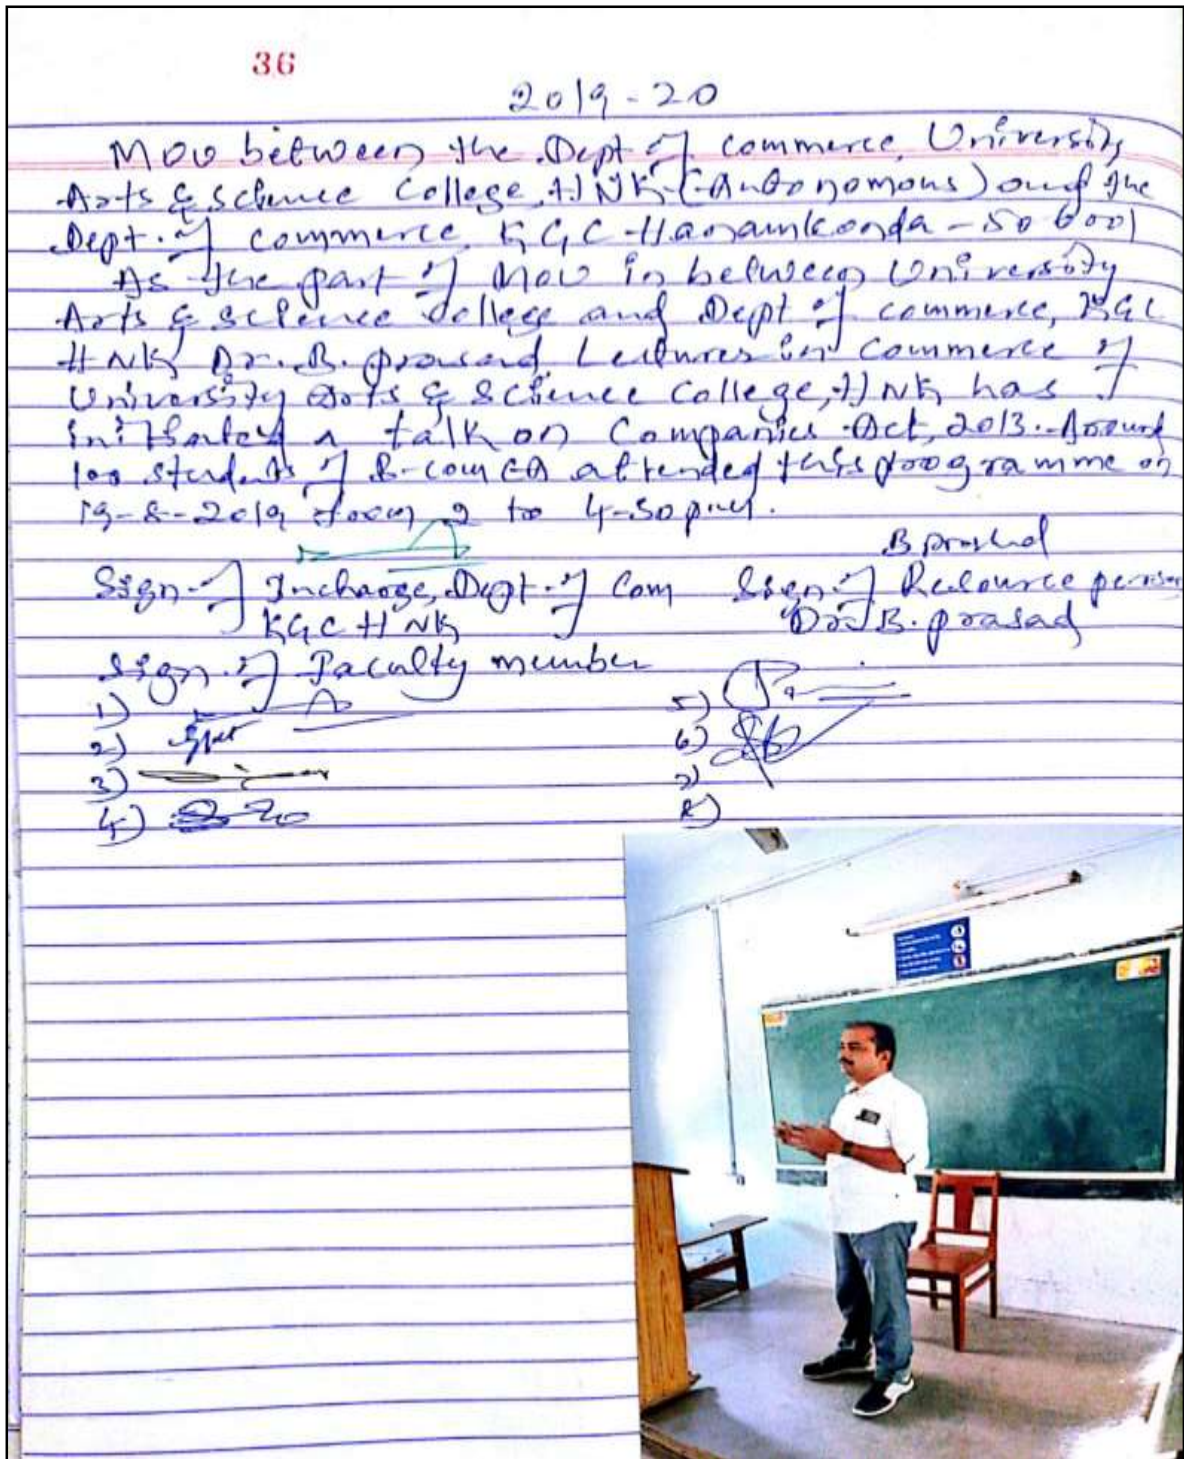 36
2019-20
MOU between the Dept of commerce, University
Arts & Science College, HNK (Autonomous) and the
Dept. of commerce, KGC Hanamkonda - 506001
As the part of MOU in between University
Arts & Science College and Dept of commerce, KGC
HNK, Dr. B. prasad, Lectures in Commerce of
University Arts & Science College, HNK has
a talk on Companies Act, 2013. Around
100 students of B-com CA attended this programme on
19-8-2019 from 2 to 4-30 pm.
B prashad
Sign of Incharge, Dept. of Com Sign of Resource person
KGC HNK Dr. B. prasad
Sign. of Faculty member
1) 5)
2) 6)
3) 7)
4) 8)